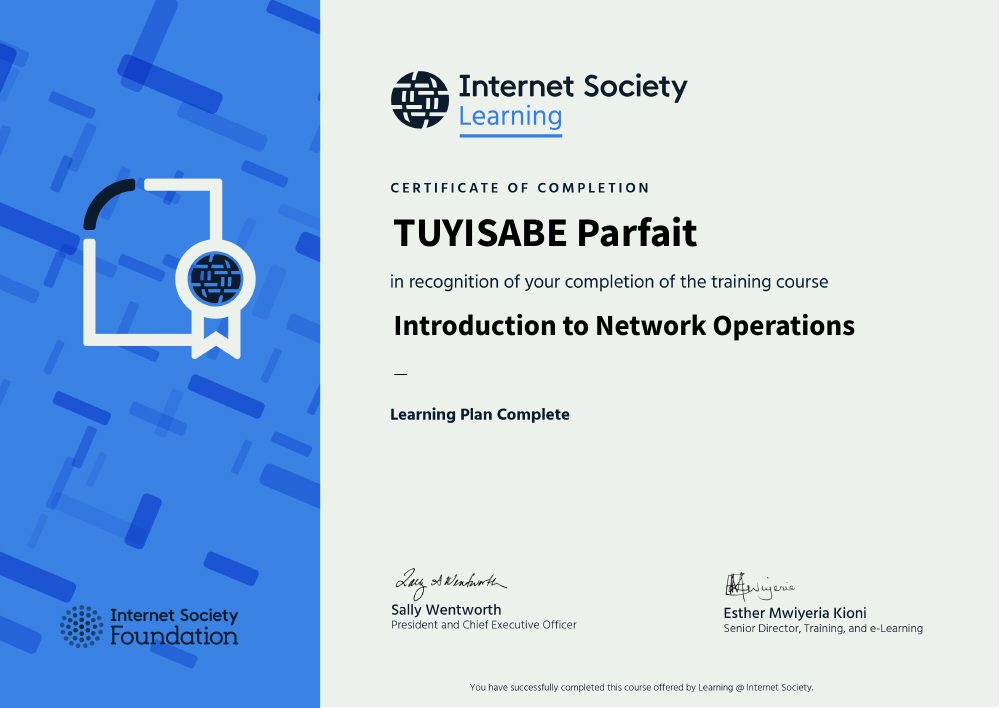 Internet Society
Learning
CERTIFICATE OF COMPLETION
TUYISABE Parfait
in recognition of your completion of the training course
Introduction to Network Operations
—
Learning Plan Complete
Sally Wentworth
President and Chief Executive Officer
Esther Mwiyeria Kioni
Senior Director, Training, and e-Learning
Internet Society
Foundation
You have successfully completed this course offered by Learning @ Internet Society.